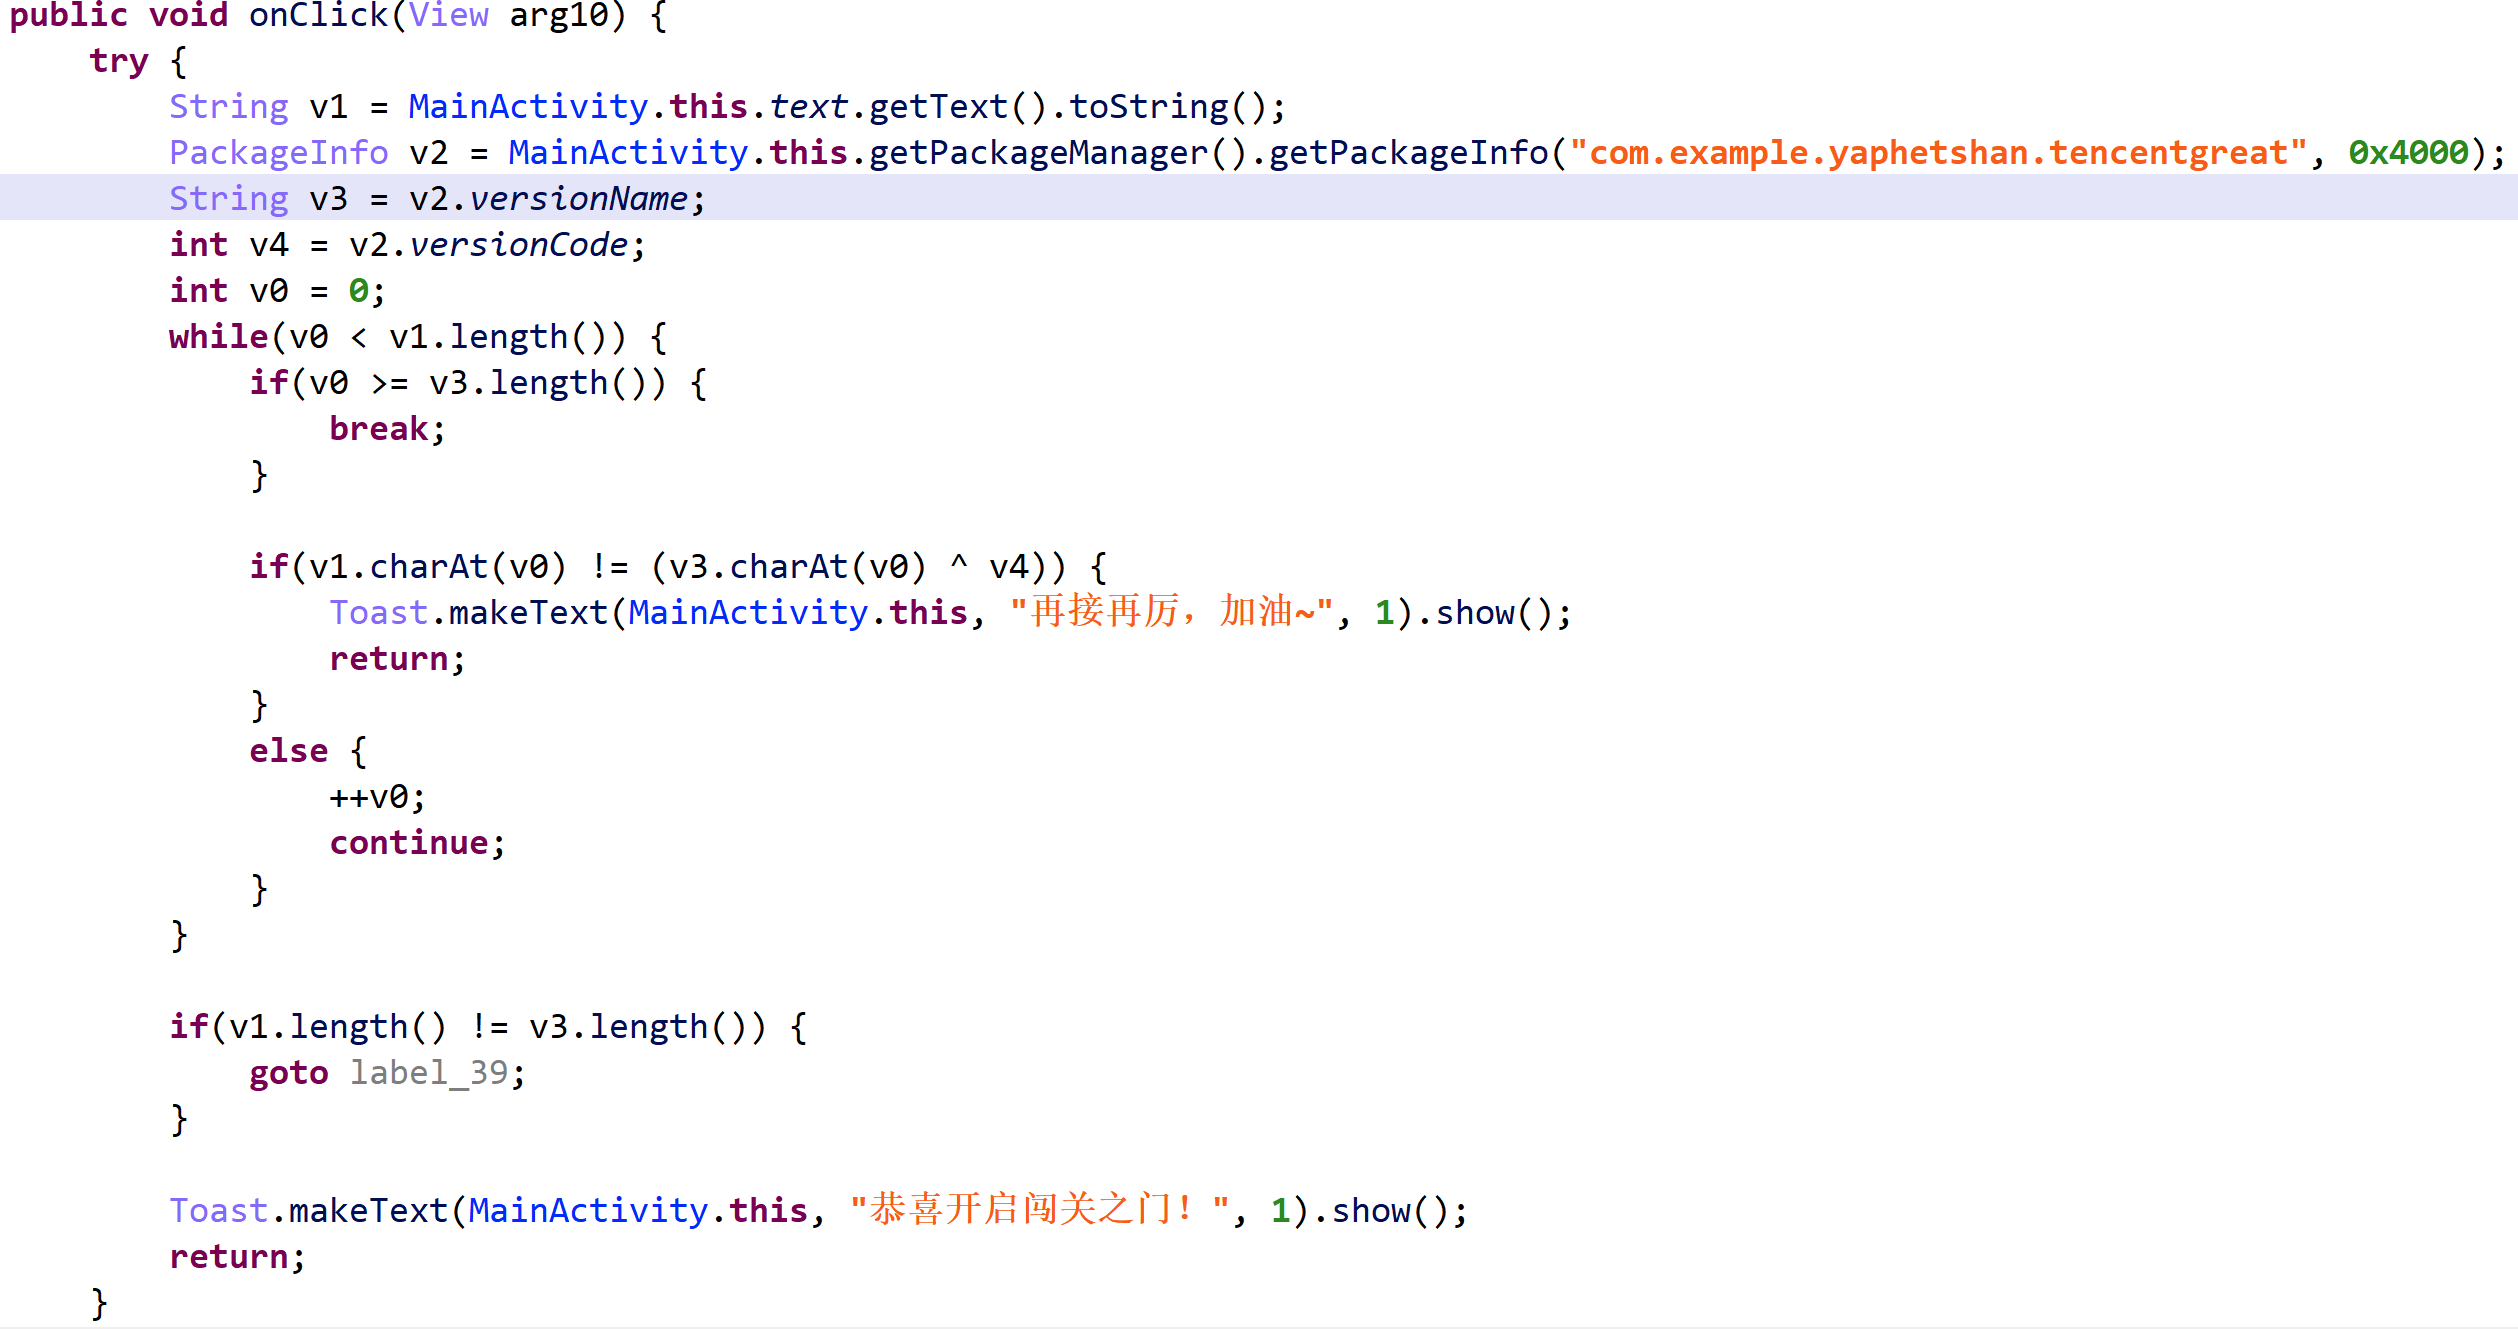 public void onClick(View arg10) {
    try {
        String v1 = MainActivity.this.text.getText().toString();
        PackageInfo v2 = MainActivity.this.getPackageManager().getPackageInfo("com.example.yaphetshan.tencentgreat", 0x4000);
        String v3 = v2.versionName;
        int v4 = v2.versionCode;
        int v0 = 0;
        while(v0 < v1.length()) {
            if(v0 >= v3.length()) {
                break;
            }

            if(v1.charAt(v0) != (v3.charAt(v0) ^ v4)) {
                Toast.makeText(MainActivity.this, "再接再厉，加油~", 1).show();
                return;
            }
            else {
                ++v0;
                continue;
            }
        }

        if(v1.length() != v3.length()) {
            goto label_39;
        }

        Toast.makeText(MainActivity.this, "恭喜开启闯关之门！", 1).show();
        return;
    }